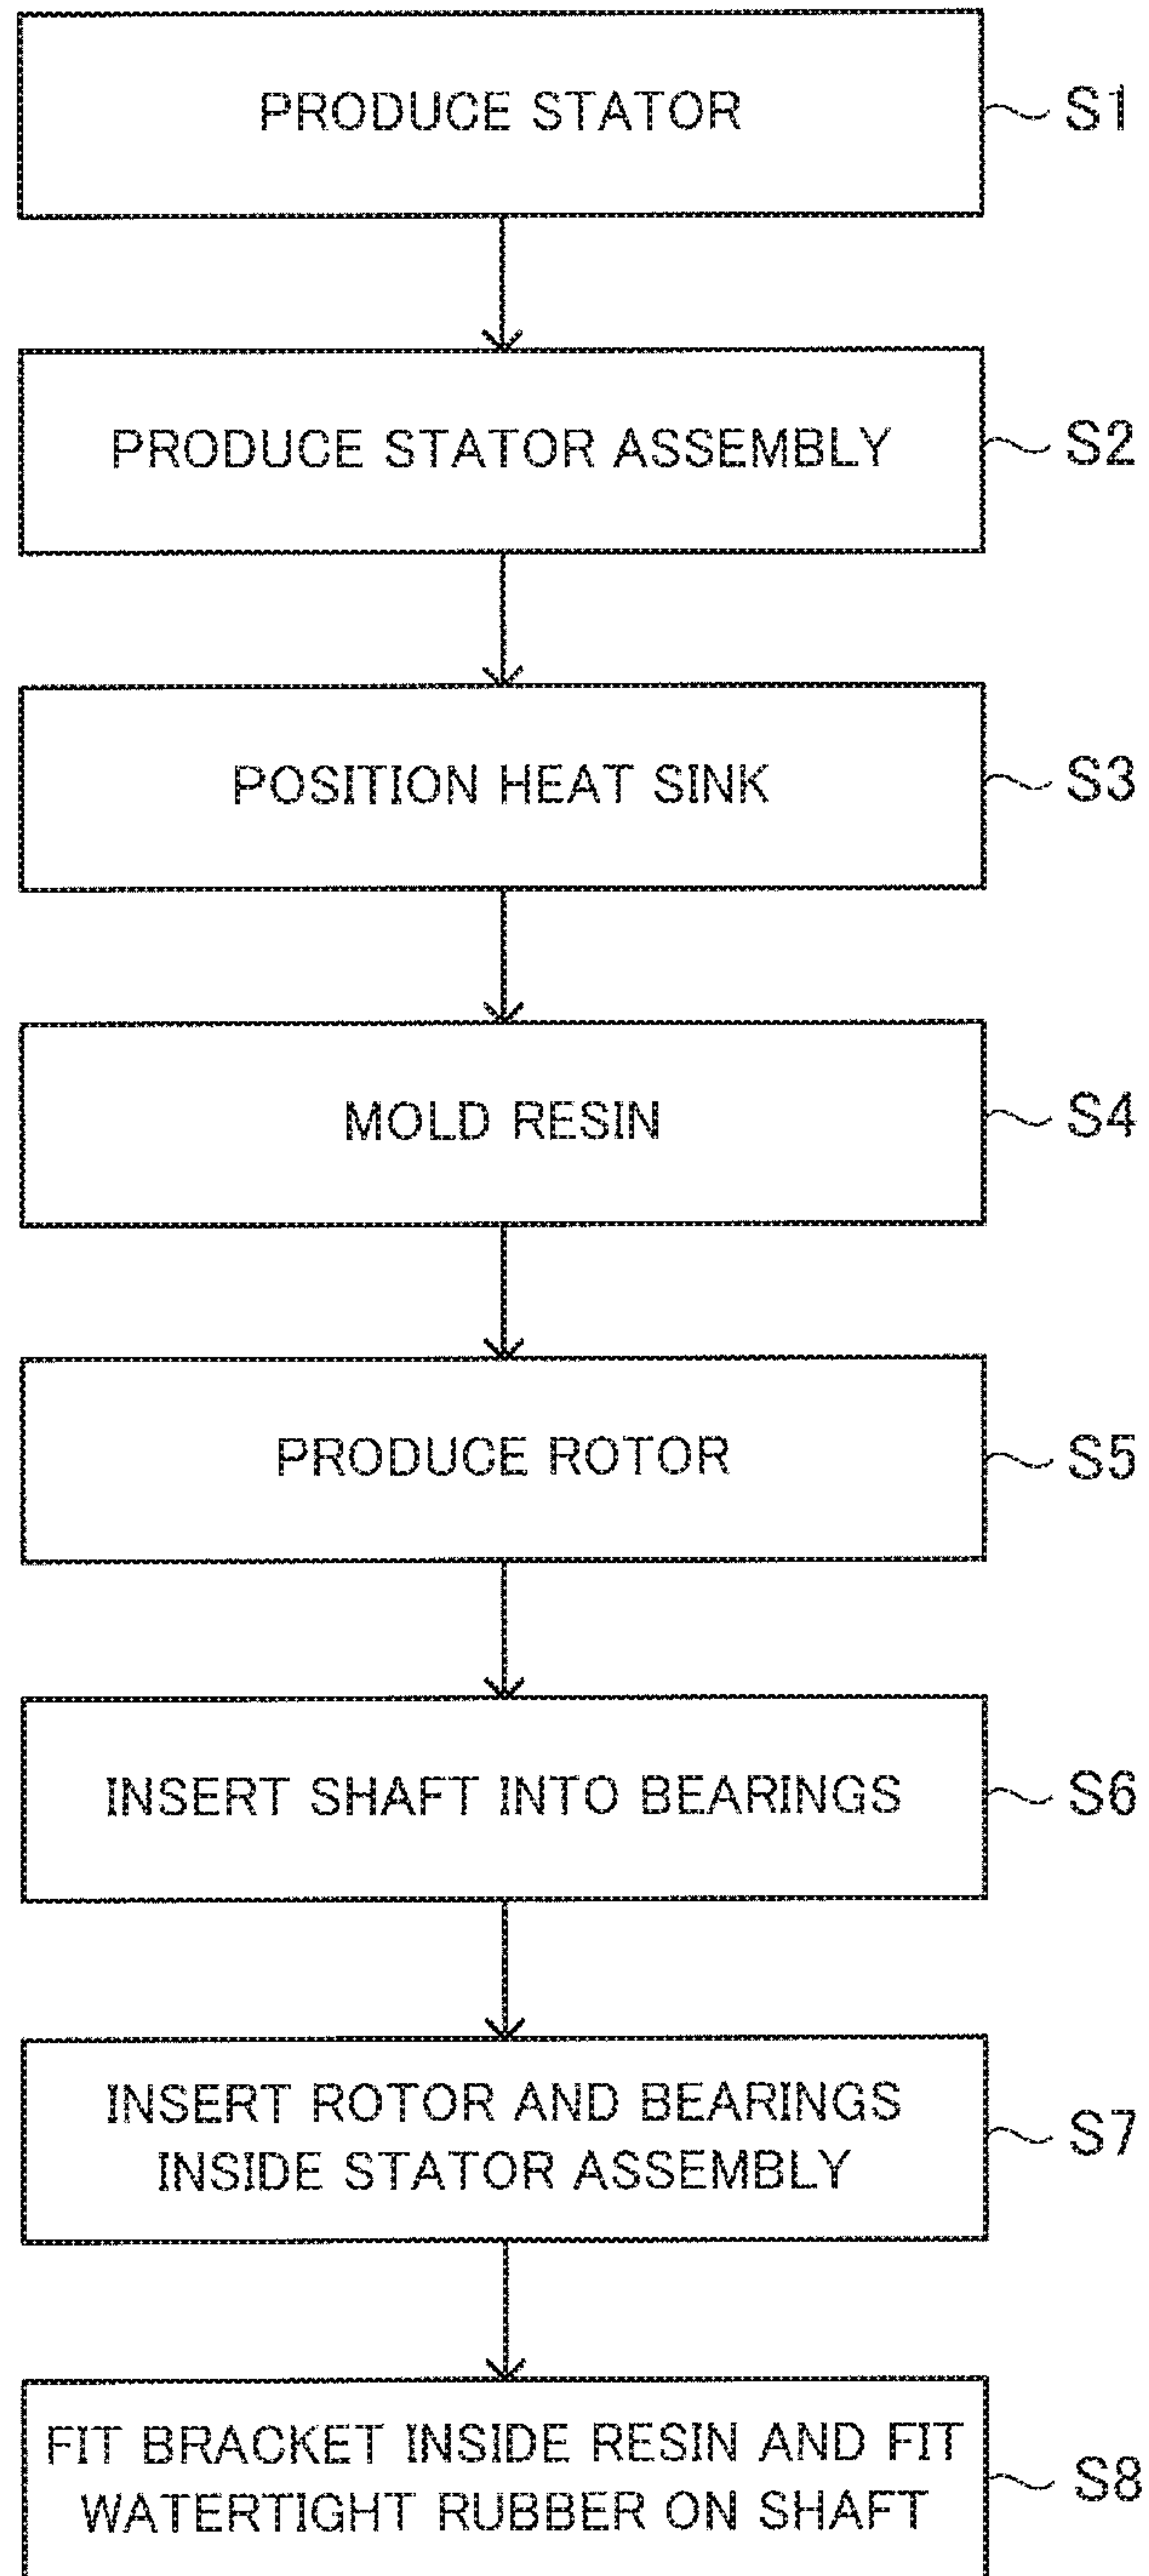 PRODUCE STATOR
S1
PRODUCE STATOR ASSEMBLY
S2
POSITION HEAT SINK
S3
MOLD RESIN
S4
PRODUCE ROTOR
S5
INSERT SHAFT INTO BEARINGS
S6
INSERT ROTOR AND BEARINGS
INSIDE STATOR ASSEMBLY
S7
FIT BRACKET INSIDE RESIN AND FIT
WATERTIGHT RUBBER ON SHAFT
S8